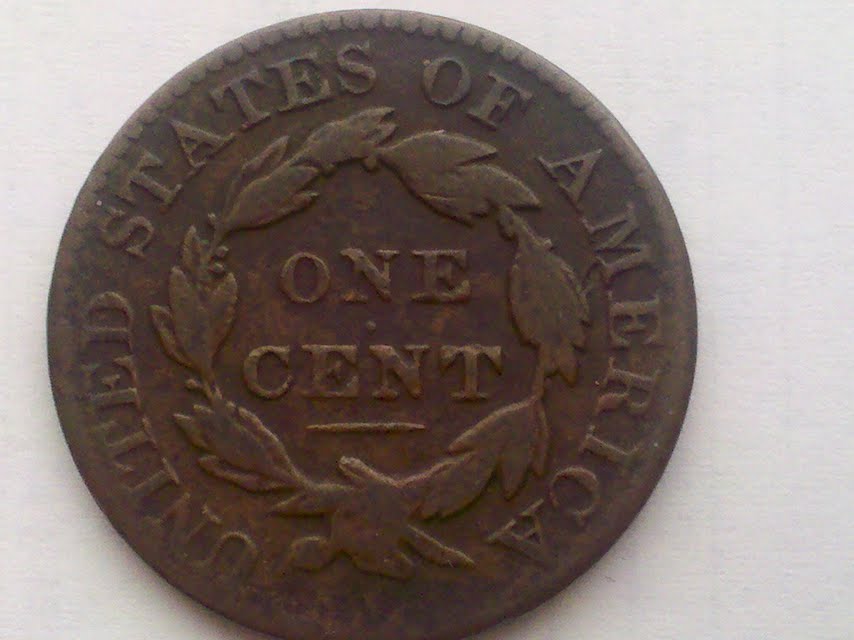 UNITED STATES OF AMERICA
ONE
CENT